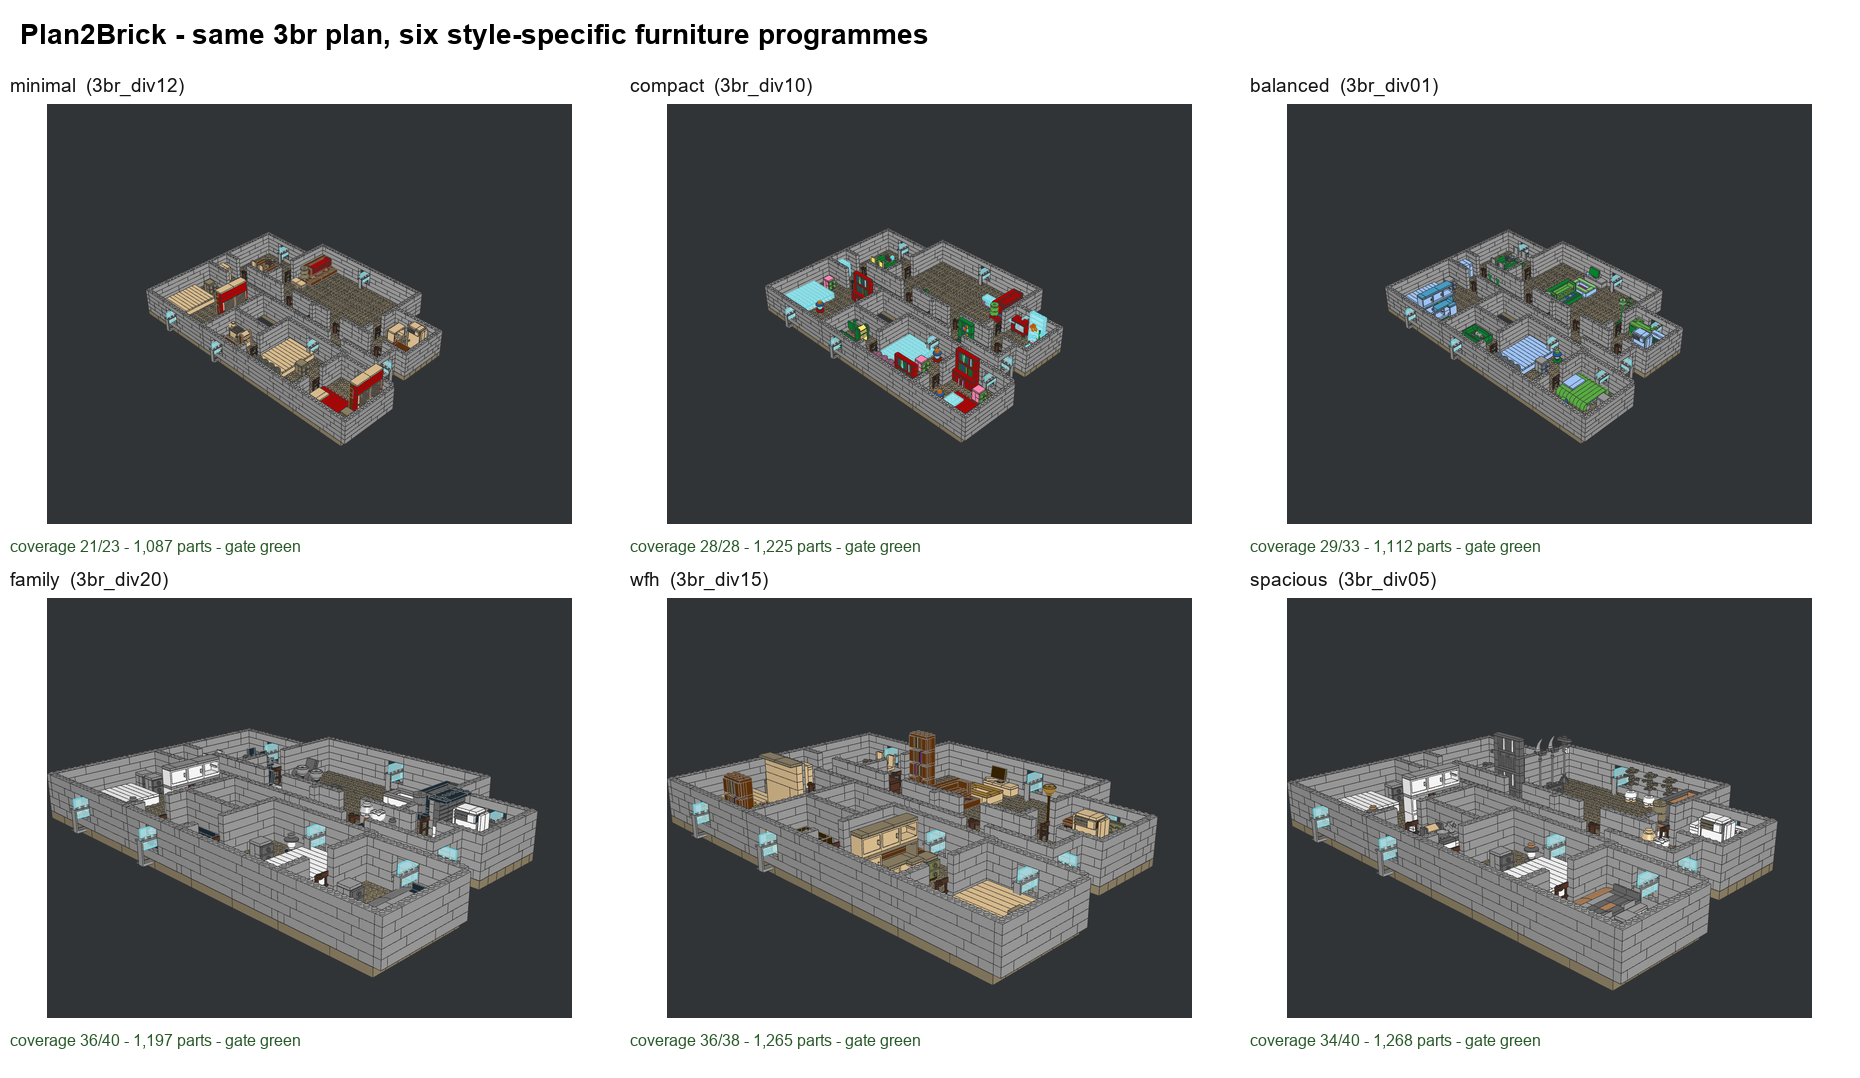 Plan2Brick - same 3br plan, six style-specific furniture programmes
minimal (3br_div12)
compact (3br_div10)
balanced (3br_div01)
coverage 21/23 - 1,087 parts - gate green
coverage 28/28 - 1,225 parts - gate green
coverage 29/33 - 1,112 parts - gate green
family (3br_div20)
wfh (3br_div15)
spacious (3br_div05)
coverage 36/40 - 1,197 parts - gate green
coverage 36/38 - 1,265 parts - gate green
coverage 34/40 - 1,268 parts - gate green